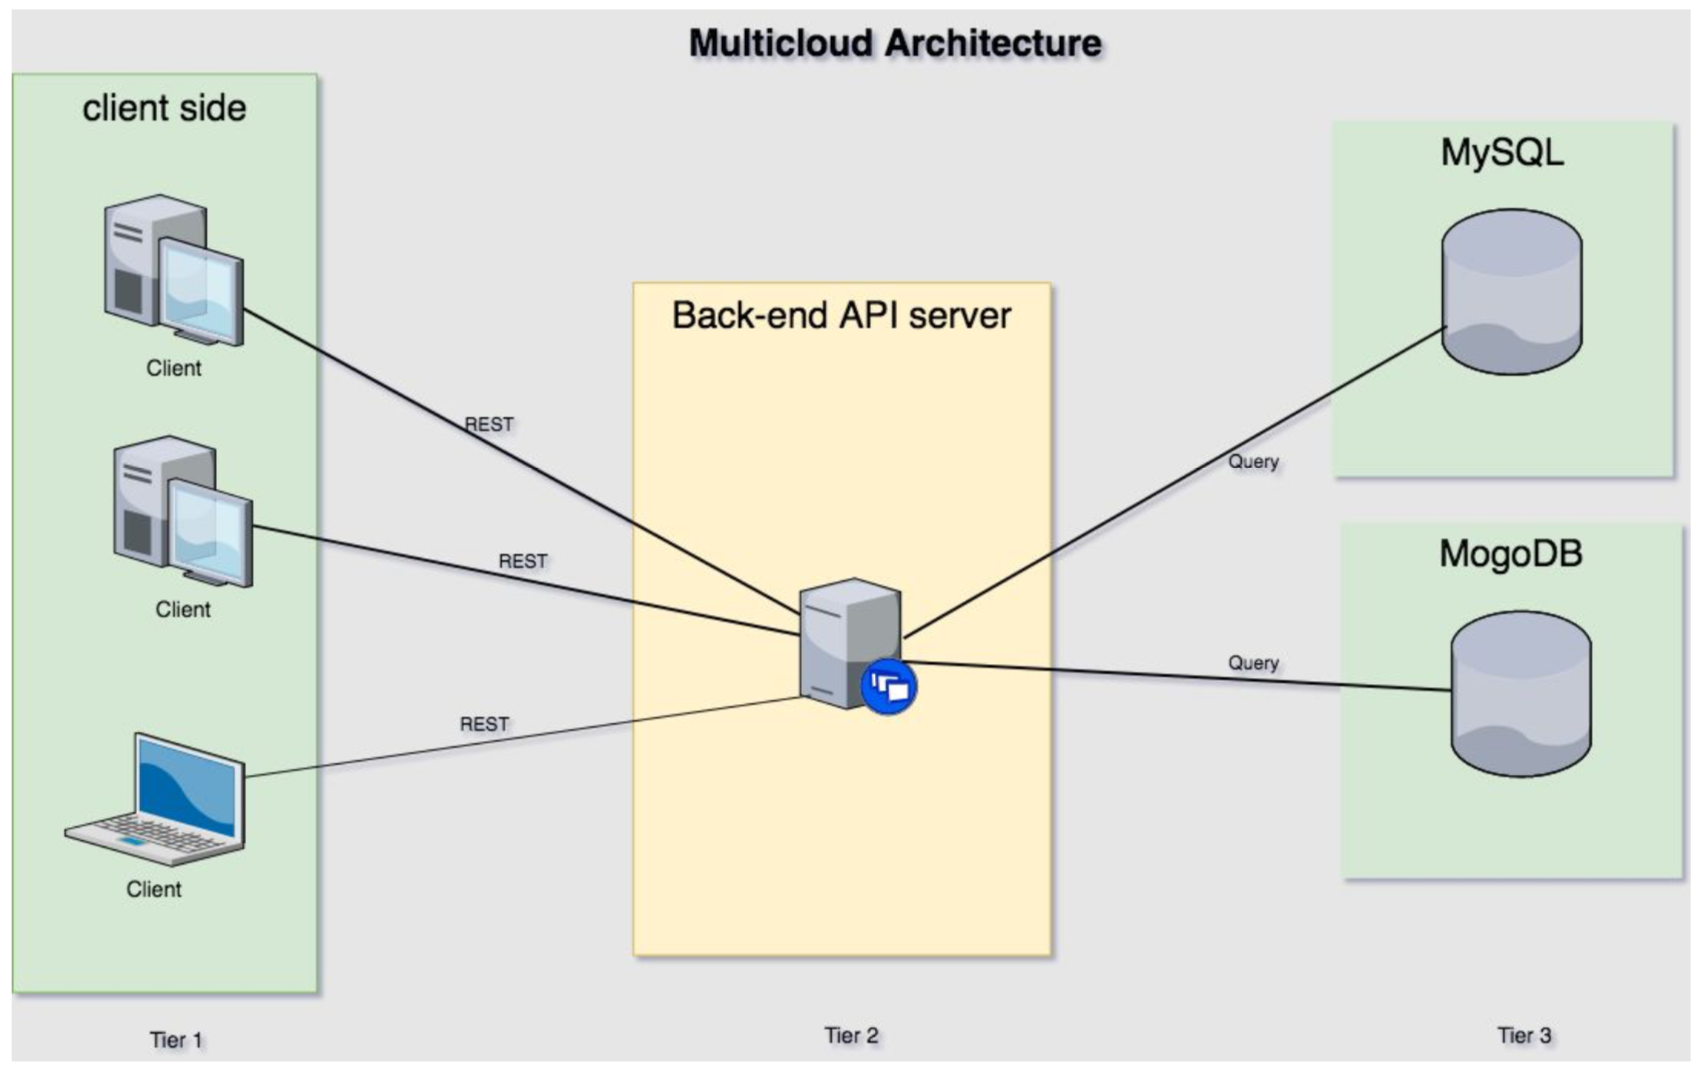 Multicloud Architecture
client side
Client
Client
Client
REST
REST
REST
Back-end API server
Query
Query
MySQL
MogoDB
Tier 1
Tier 2
Tier 3